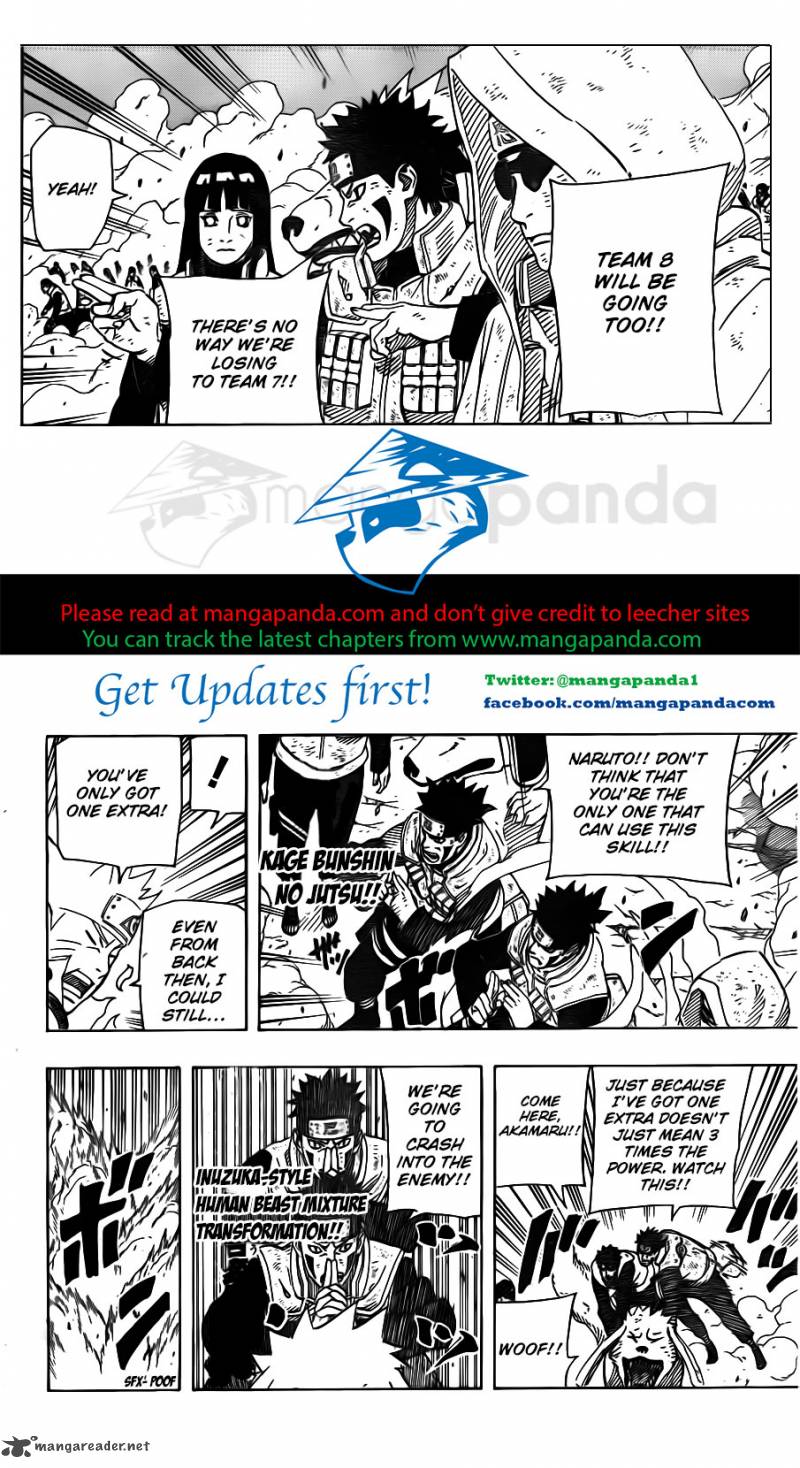 TEAM 8
WILL BE
GOING
TOO!!
THERE'S NO
WAY WE'RE
LOSING
TO TEAM 7!!
YEAH!
mangapanda
Please read at mangapanda.com and don't give credit to leecher sites
You can track the latest chapters from www.mangapanda.com
Get Updates first!
Twitter: @mangapanda1
facebook.com/mangapandacom
NARUTO!! DON'T
THINK THAT
YOU'RE THE
ONLY ONE THAT
CAN USE THIS
SKILL!!
KAGE BUNSHIN
NO JUTSU!!
ボン
!
YOU'VE
ONLY GOT
ONE EXTRA!
EVEN
FROM
BACK
THEN, I
COULD
STILL...
JUST BECAUSE
I'VE GOT ONE
EXTRA DOESN'T
JUST MEAN 3
TIMES THE
POWER. WATCH
THIS!!
COME
HERE,
AKAMARU!!
WOOF!!
WE'RE
GOING
TO
CRASH
INTO THE
ENEMY!!
INUZUKA-STYLE
HUMAN BEAST MIXTURE
TRANSFORMATION!!
ボン
SFX- POOF
mangareader.net